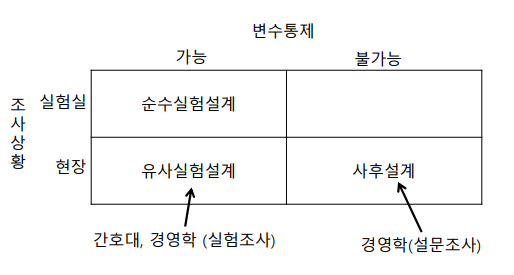 변수통제
가능 불가능
조사상황
실험실 순수실험설계
현장 유사실험설계 사후설계
간호대, 경영학 (실험조사)
경영학(설문조사)